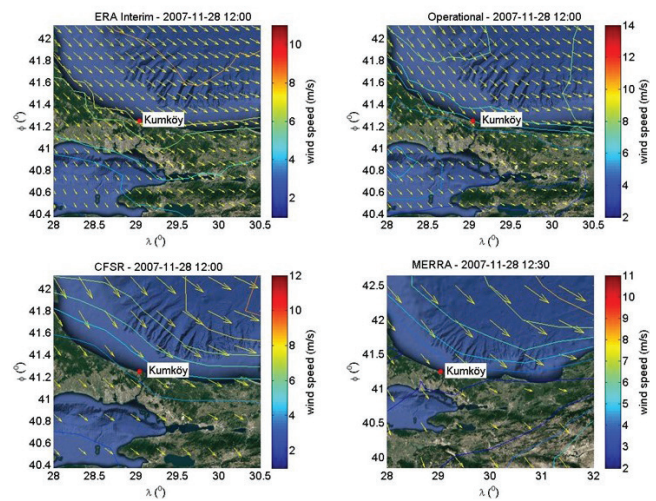 ERA Interim - 2007-11-28 12:00
42
41.8
41.6
41.4
41.2
41
40.8
40.6
40.4
ϕ (°)
Kumköy
28 28.5 29 29.5 30 30.5
λ (°)
10
8
6
4
2
wind speed (m/s)
Operational - 2007-11-28 12:00
42
41.8
41.6
41.4
41.2
41
40.8
40.6
40.4
ϕ (°)
Kumköy
28 28.5 29 29.5 30 30.5
λ (°)
14
12
10
8
6
4
2
wind speed (m/s)
CFSR - 2007-11-28 12:00
42
41.8
41.6
41.4
41.2
41
40.8
40.6
40.4
ϕ (°)
Kumköy
28 28.5 29 29.5 30 30.5
λ (°)
12
10
8
6
4
2
wind speed (m/s)
MERRA - 2007-11-28 12:30
42.5
42
41.5
41
40.5
40
ϕ (°)
Kumköy
28 29 30 31 32
λ (°)
11
10
9
8
7
6
5
4
3
2
wind speed (m/s)